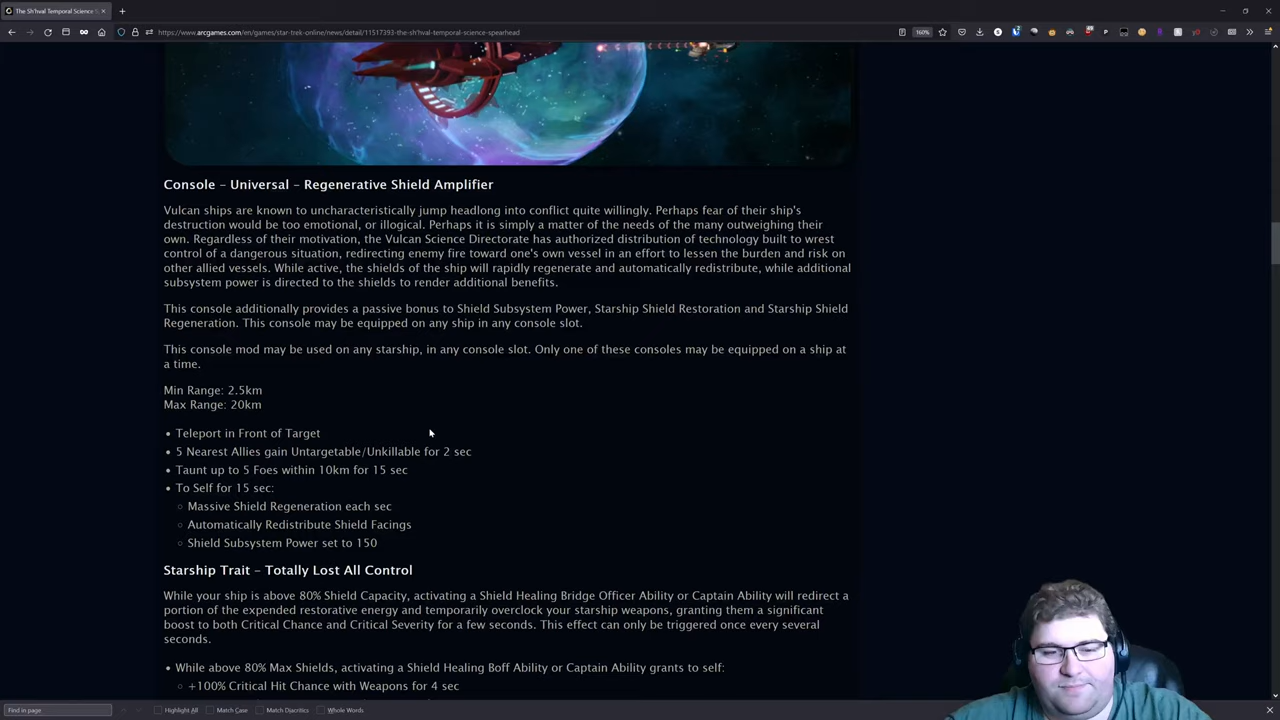 The Sh'hval Temporal Science
https://www.arcgames.com/en/games/star-trek-online/news/detail/11517393-the-sh'hval-temporal-science-spearhead
160%
Console – Universal – Regenerative Shield Amplifier
Vulcan ships are known to uncharacteristically jump headlong into conflict quite willingly. Perhaps fear of their ship's
destruction would be too emotional, or illogical. Perhaps it is simply a matter of the needs of the many outweighing their
own. Regardless of their motivation, the Vulcan Science Directorate has authorized distribution of technology built to wrest
control of a dangerous situation, redirecting enemy fire toward one's own vessel in an effort to lessen the burden and risk on
other allied vessels. While active, the shields of the ship will rapidly regenerate and automatically redistribute, while additional
subsystem power is directed to the shields to render additional benefits.
This console additionally provides a passive bonus to Shield Subsystem Power, Starship Shield Restoration and Starship Shield
Regeneration. This console may be equipped on any ship in any console slot.
This console mod may be used on any starship, in any console slot. Only one of these consoles may be equipped on a ship at
a time.
Min Range: 2.5km
Max Range: 20km
• Teleport in Front of Target
• 5 Nearest Allies gain Untargetable/Unkillable for 2 sec
• Taunt up to 5 Foes within 10km for 15 sec
• To Self for 15 sec:
○ Massive Shield Regeneration each sec
○ Automatically Redistribute Shield Facings
○ Shield Subsystem Power set to 150
Starship Trait – Totally Lost All Control
While your ship is above 80% Shield Capacity, activating a Shield Healing Bridge Officer Ability or Captain Ability will redirect a
portion of the expended restorative energy and temporarily overclock your starship weapons, granting them a significant
boost to both Critical Chance and Critical Severity for a few seconds. This effect can only be triggered once every several
seconds.
• While above 80% Max Shields, activating a Shield Healing Boff Ability or Captain Ability grants to self:
○ +100% Critical Hit Chance with Weapons for 4 sec
Find in page
Highlight All
Match Case
Match Diacritics
Whole Words